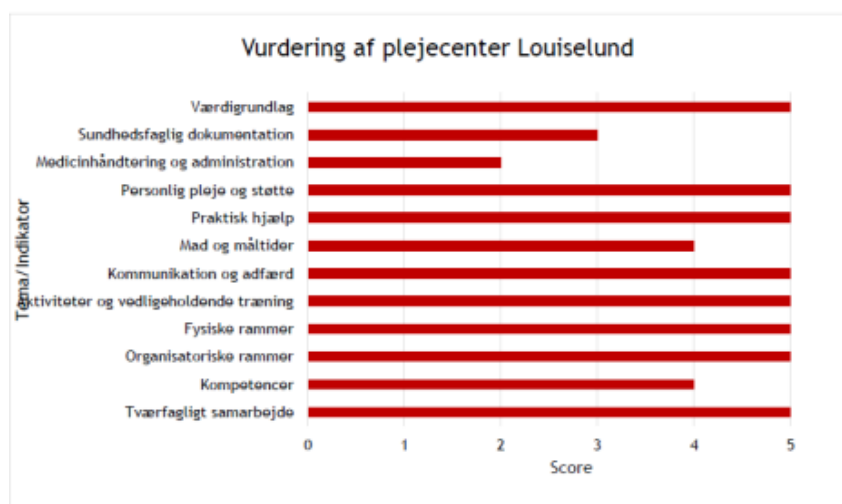 Vurdering af plejecenter Louiselund
Tema/Indikator
Værdigrundlag
Sundhedsfaglig dokumentation
Medicinhåndtering og administration
Personlig pleje og støtte
Praktisk hjælp
Mad og måltider
Kommunikation og adfærd
Aktiviteter og vedligeholdende træning
Fysiske rammer
Organisatoriske rammer
Kompetencer
Tværfagligt samarbejde
0 1 2 3 4 5
Score